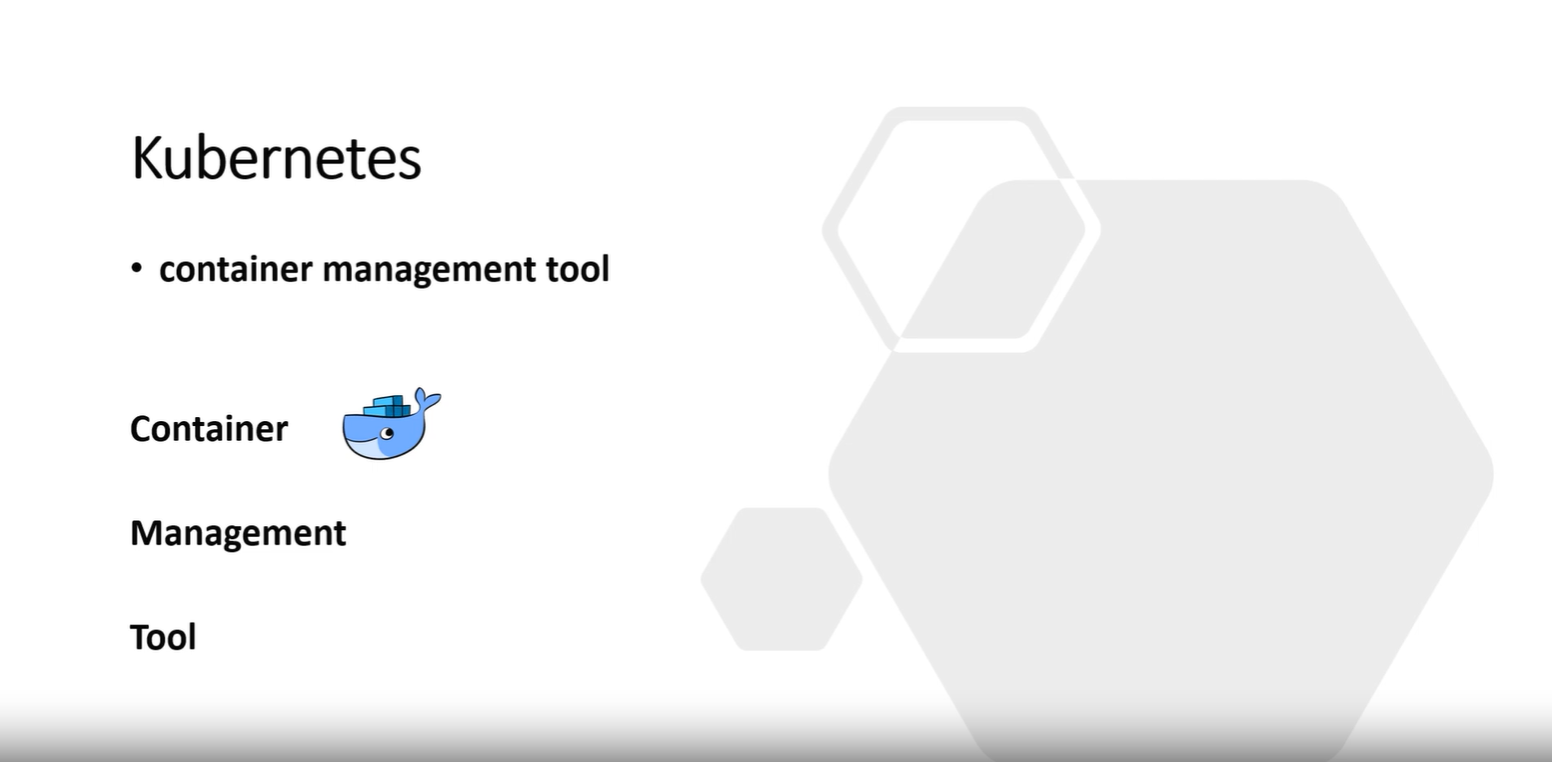 Kubernetes
• container management tool
Container
Management
Tool